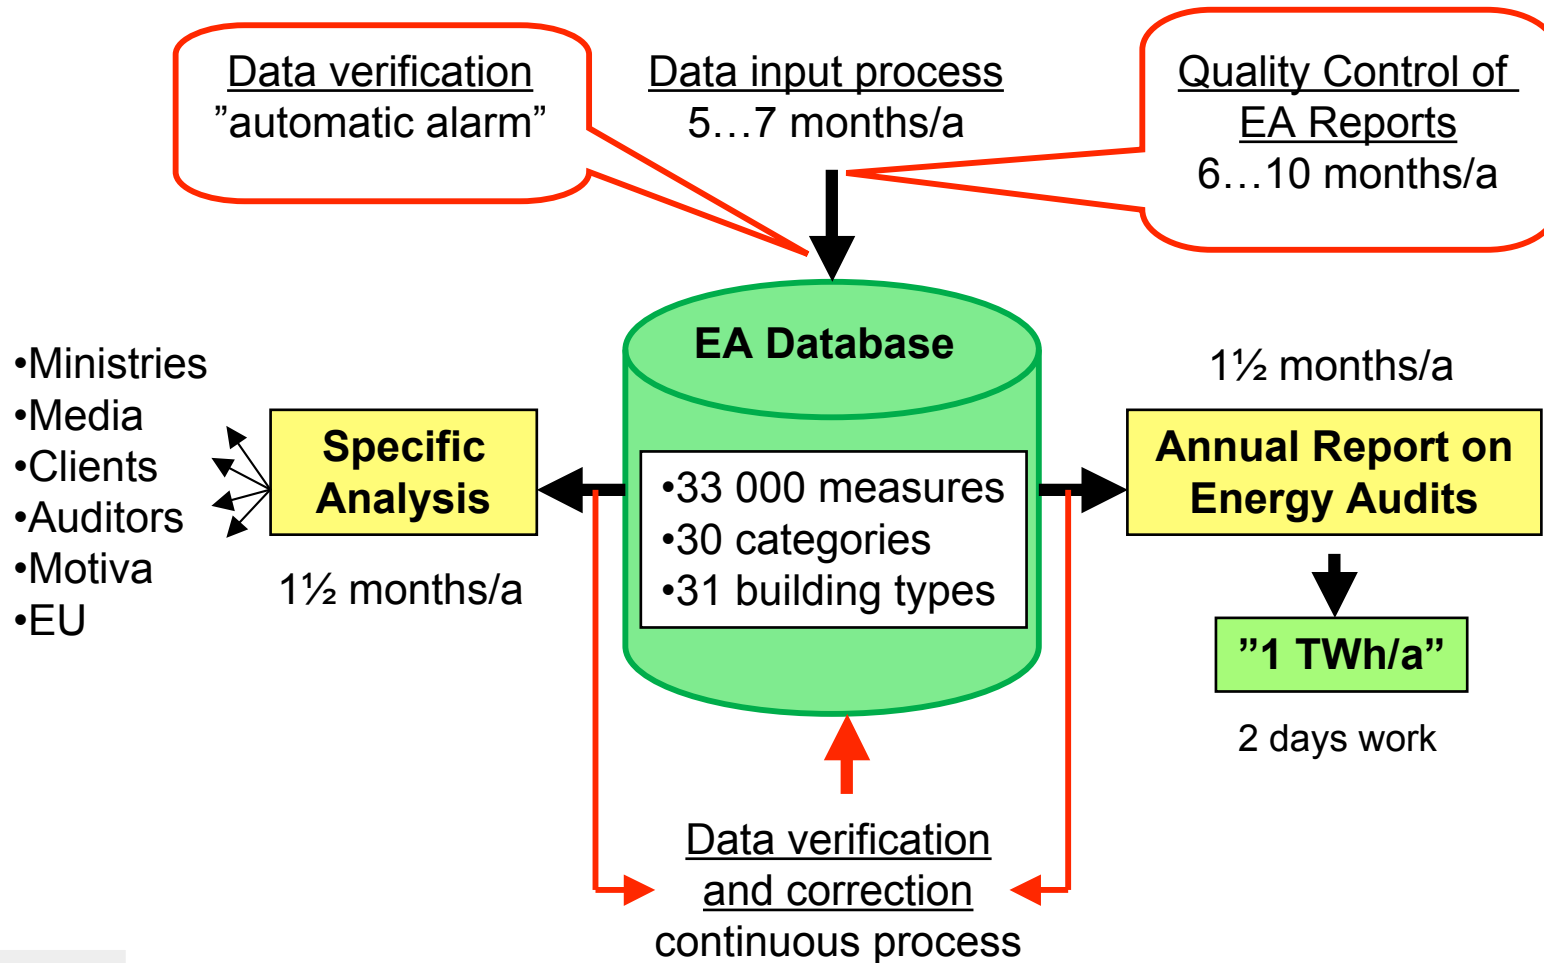 Data verification
”automatic alarm”
Data input process
5…7 months/a
Quality Control of
EA Reports
6…10 months/a
EA Database
•33 000 measures
•30 categories
•31 building types
•Ministries
•Media
•Clients
•Auditors
•Motiva
•EU
Specific
Analysis
1½ months/a
1½ months/a
Annual Report on
Energy Audits
”1 TWh/a”
2 days work
Data verification
and correction
continuous process